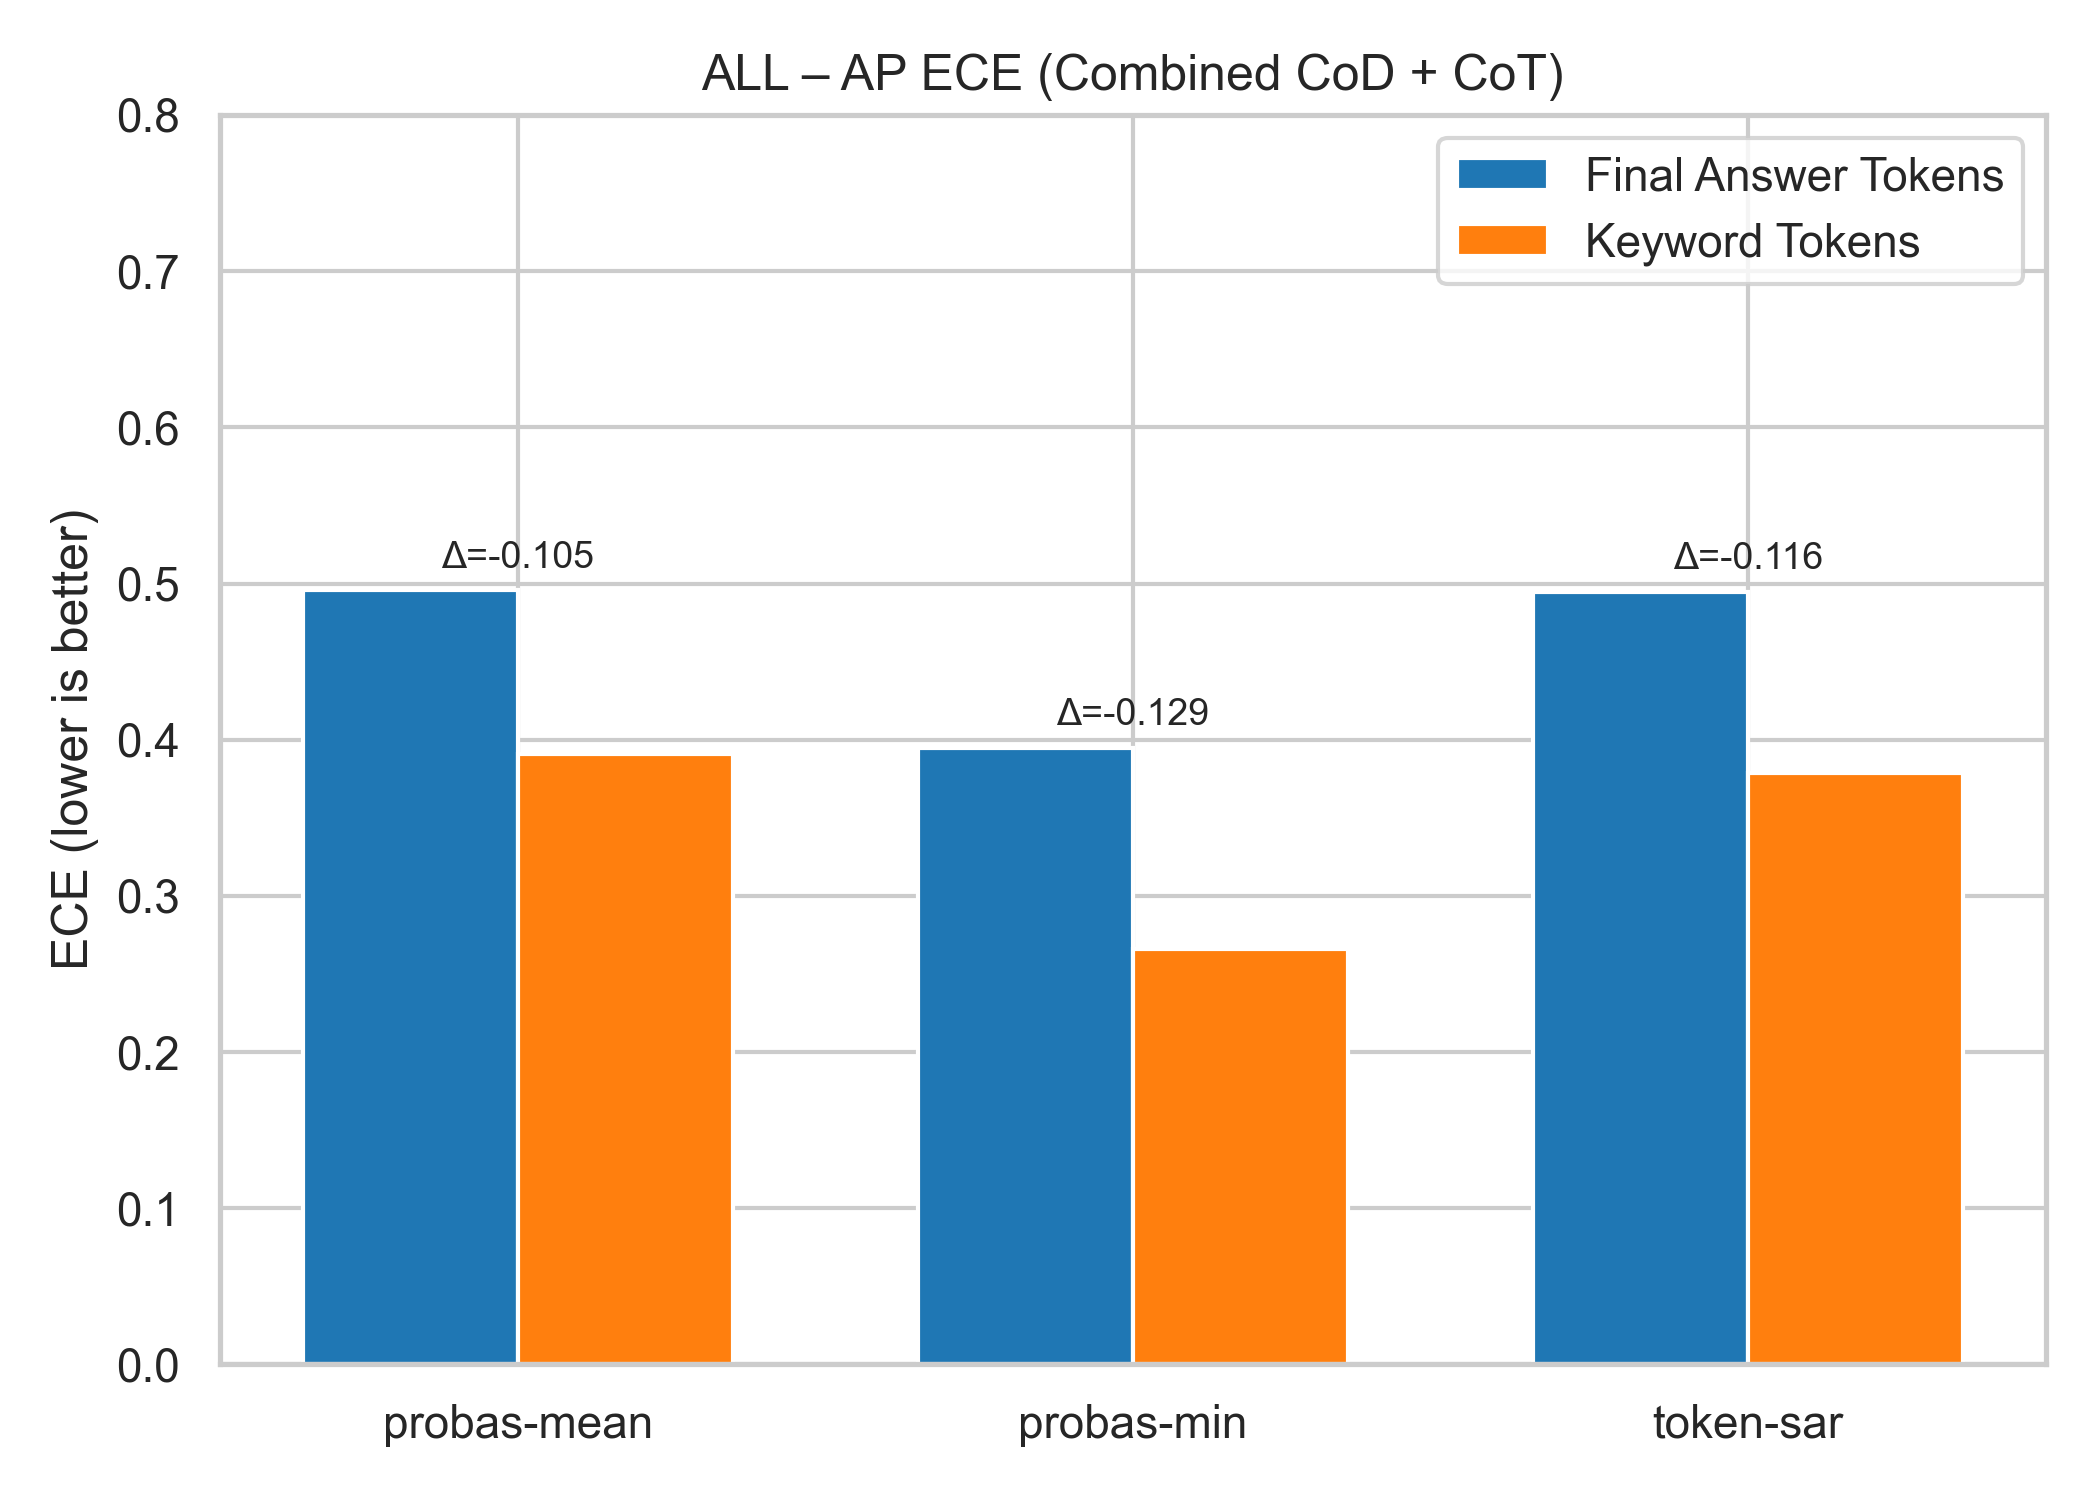 ALL – AP ECE (Combined CoD + CoT)
Final Answer Tokens
Keyword Tokens
ECE (lower is better)
0.8
0.7
0.6
0.5
0.4
0.3
0.2
0.1
0.0
Δ=-0.105
Δ=-0.129
Δ=-0.116
probas-mean
probas-min
token-sar